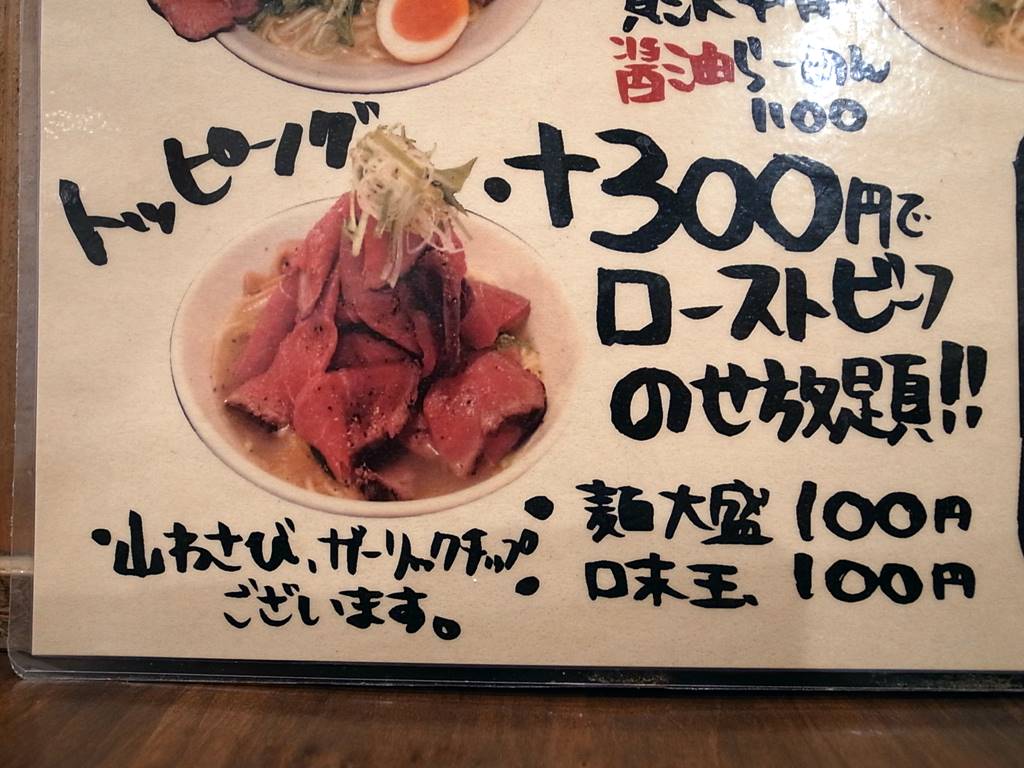 醤油らーめん
1100
トッピング
・+300円で
ローストビーフ
のせ放題!!
・麺大盛 100円
・味玉 100円
・山わさび、ガーリックチップ
ございます。